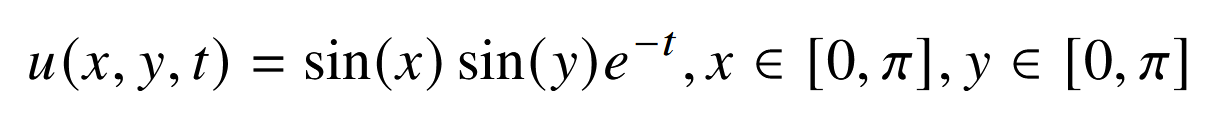 u(x, y, t) = sin(x) sin(y)e^{−t}, x ∈ [0, π], y ∈ [0, π]